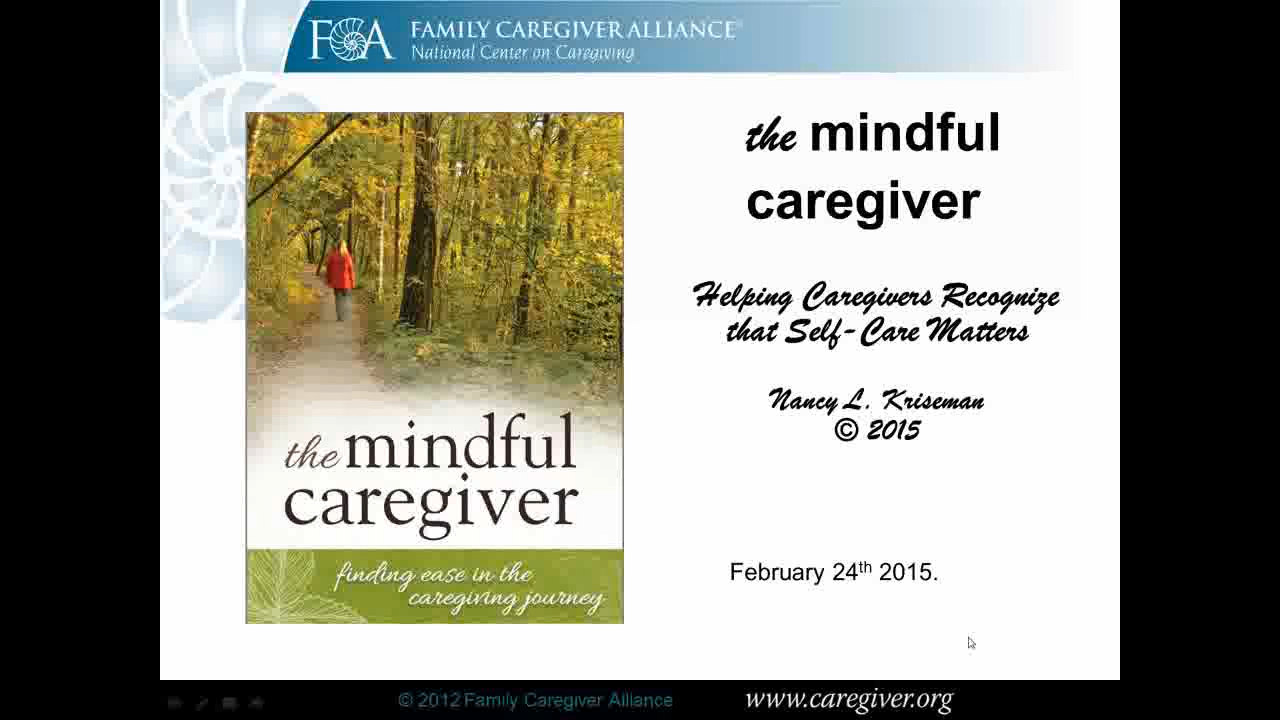 FCA FAMILY CAREGIVER ALLIANCE®
National Center on Caregiving
the mindful
caregiver
finding ease in the
caregiving journey
the mindful
caregiver
Helping Caregivers Recognize
that Self-Care Matters
Nancy L. Kriseman
© 2015
February 24th 2015.
© 2012 Family Caregiver Alliance
www.caregiver.org